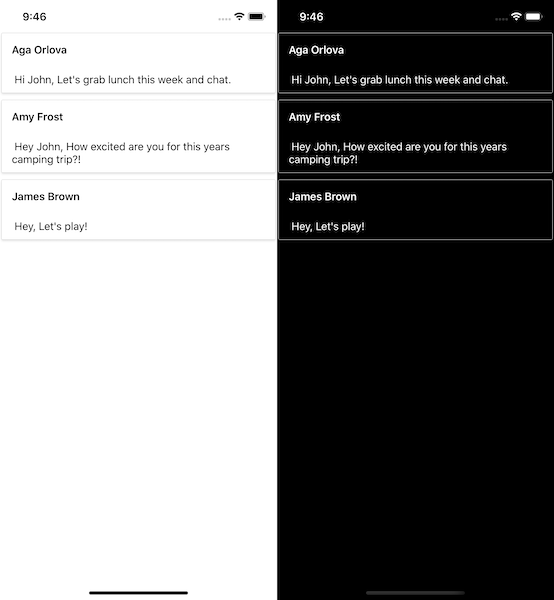 9:46
Aga Orlova
Hi John, Let's grab lunch this week and chat.
Amy Frost
Hey John, How excited are you for this years
camping trip?!
James Brown
Hey, Let's play!
9:46
Aga Orlova
Hi John, Let's grab lunch this week and chat.
Amy Frost
Hey John, How excited are you for this years
camping trip?!
James Brown
Hey, Let's play!